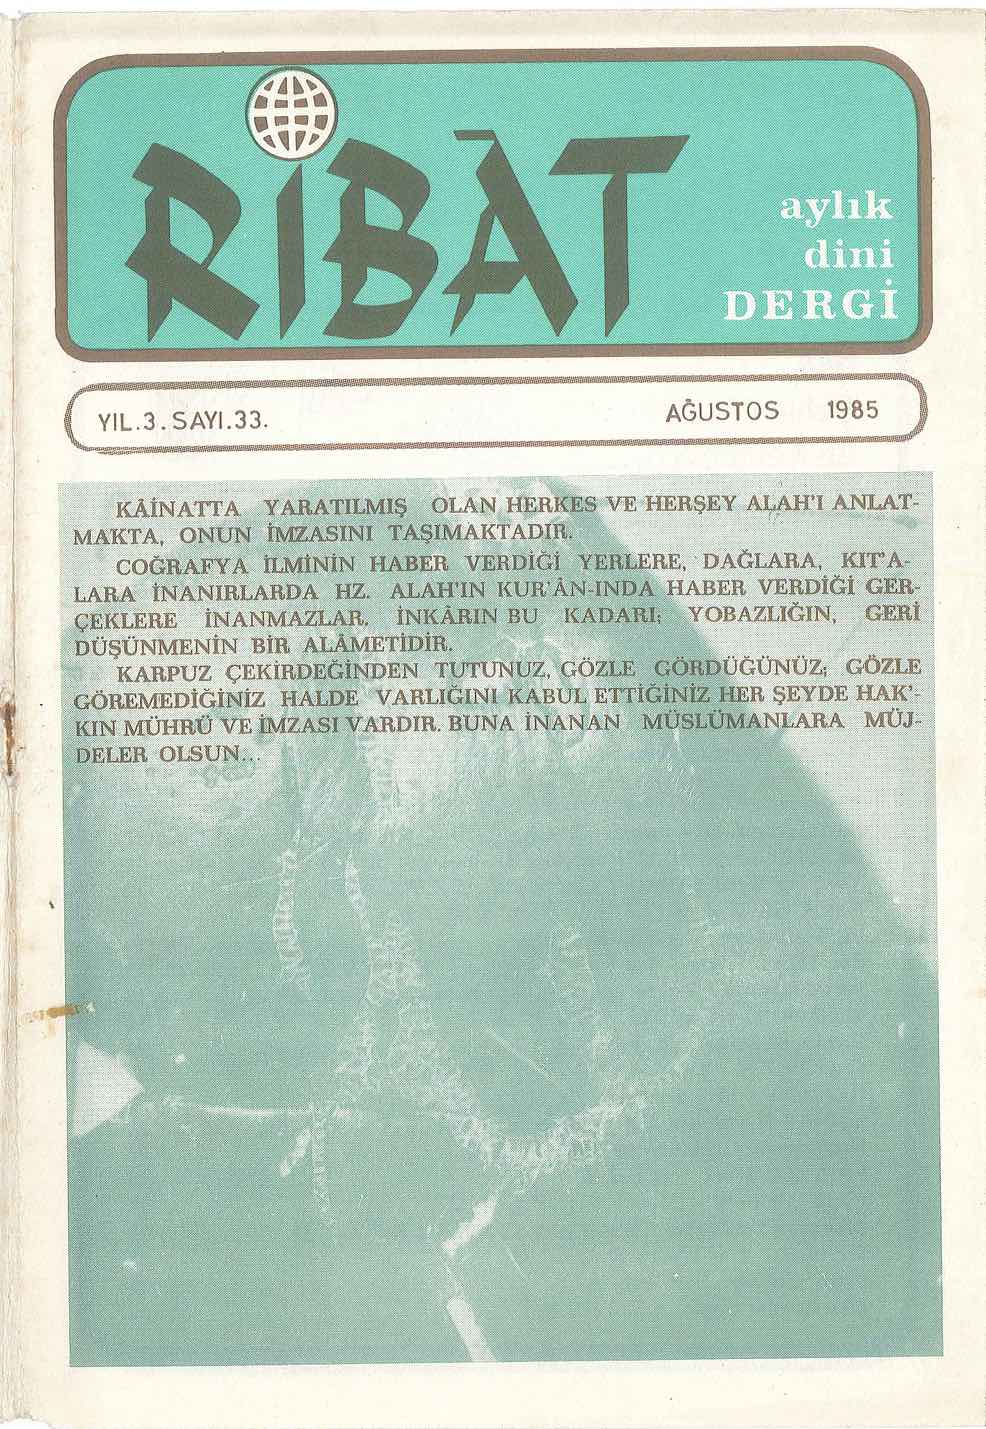 RİBÀT
aylık
dini
DERGİ
YIL.3.SAYI.33. AĞUSTOS 1985
KÂİNATTA YARATILMIŞ OLAN HERKES VE HERŞEY ALAH'I ANLAT-
MAKTA, ONUN İMZASINI TAŞIMAKTADIR.
COĞRAFYA İLMİNİN HABER VERDİĞİ YERLERE, DAĞLARA, KIT'A-
LARA İNANIRLARDA HZ. ALAH'IN KUR'ÂN-INDA HABER VERDİĞİ GER-
ÇEKLERE İNANMAZLAR. İNKÂRIN BU KADARI; YOBAZLIĞIN, GERİ
DÜŞÜNMENİN BİR ALÂMETİDİR.
KARPUZ ÇEKİRDEĞİNDEN TUTUNUZ, GÖZLE GÖRDÜĞÜNÜZ; GÖZLE
GÖREMEDİĞİNİZ HALDE VARLIĞINI KABUL ETTİĞİNİZ HER ŞEYDE HAK'-
KIN MÜHRÜ VE İMZASI VARDIR. BUNA İNANAN MÜSLÜMANLARA MÜJ-
DELER OLSUN...